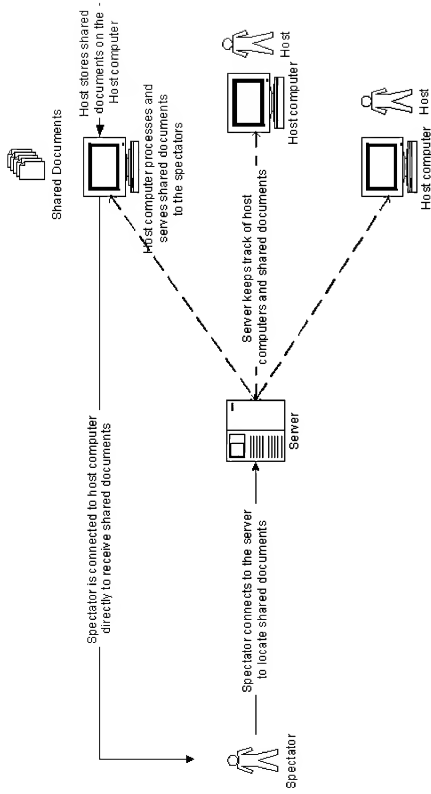 Shared Documents
Host stores shared
documents on the -
Host computer
Host computer processes and
serves shared documents
to the spectators
Host
Host computer
Host
Host computer
Server keeps track of host
computers and shared documents
Server
Spectator is connected to host computer
directly to receive shared documents
Spectator connects to the server
to locate shared documents
Spectator